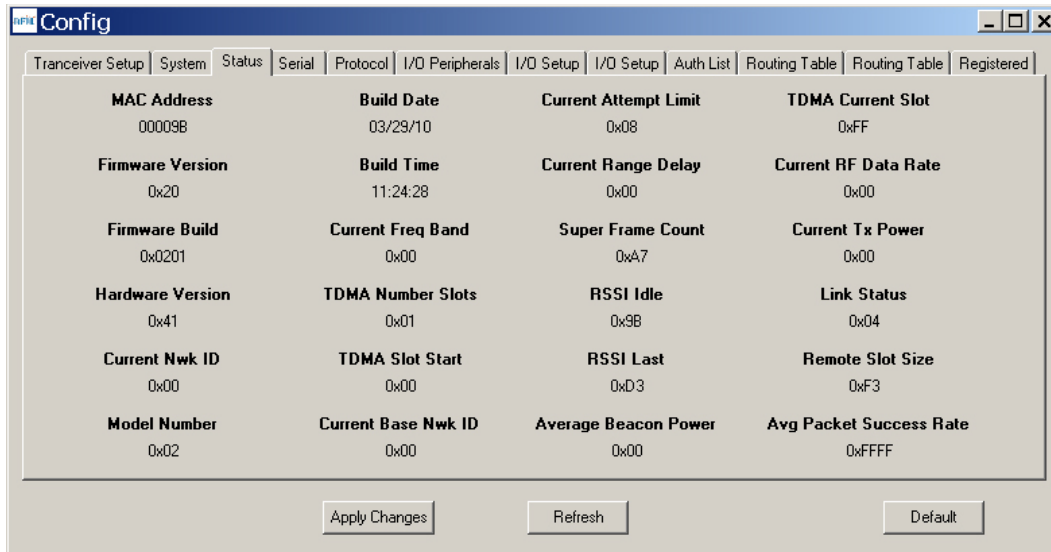 Config
Tranceiver Setup System Status Serial Protocol I/O Peripherals I/O Setup I/O Setup Auth List Routing Table Routing Table Registered
MAC Address Build Date Current Attempt Limit TDMA Current Slot
00009B 03/29/10 0x08 0xFF
Firmware Version Build Time Current Range Delay Current RF Data Rate
0x20 11:24:28 0x00 0x00
Firmware Build Current Freq Band Super Frame Count Current Tx Power
0x0201 0x00 0xA7 0x00
Hardware Version TDMA Number Slots RSSI Idle Link Status
0x41 0x01 0x9B 0x04
Current Nwk ID TDMA Slot Start RSSI Last Remote Slot Size
0x00 0x00 0xD3 0xF3
Model Number Current Base Nwk ID Average Beacon Power Avg Packet Success Rate
0x02 0x00 0x00 0xFFFF
Apply Changes Refresh Default